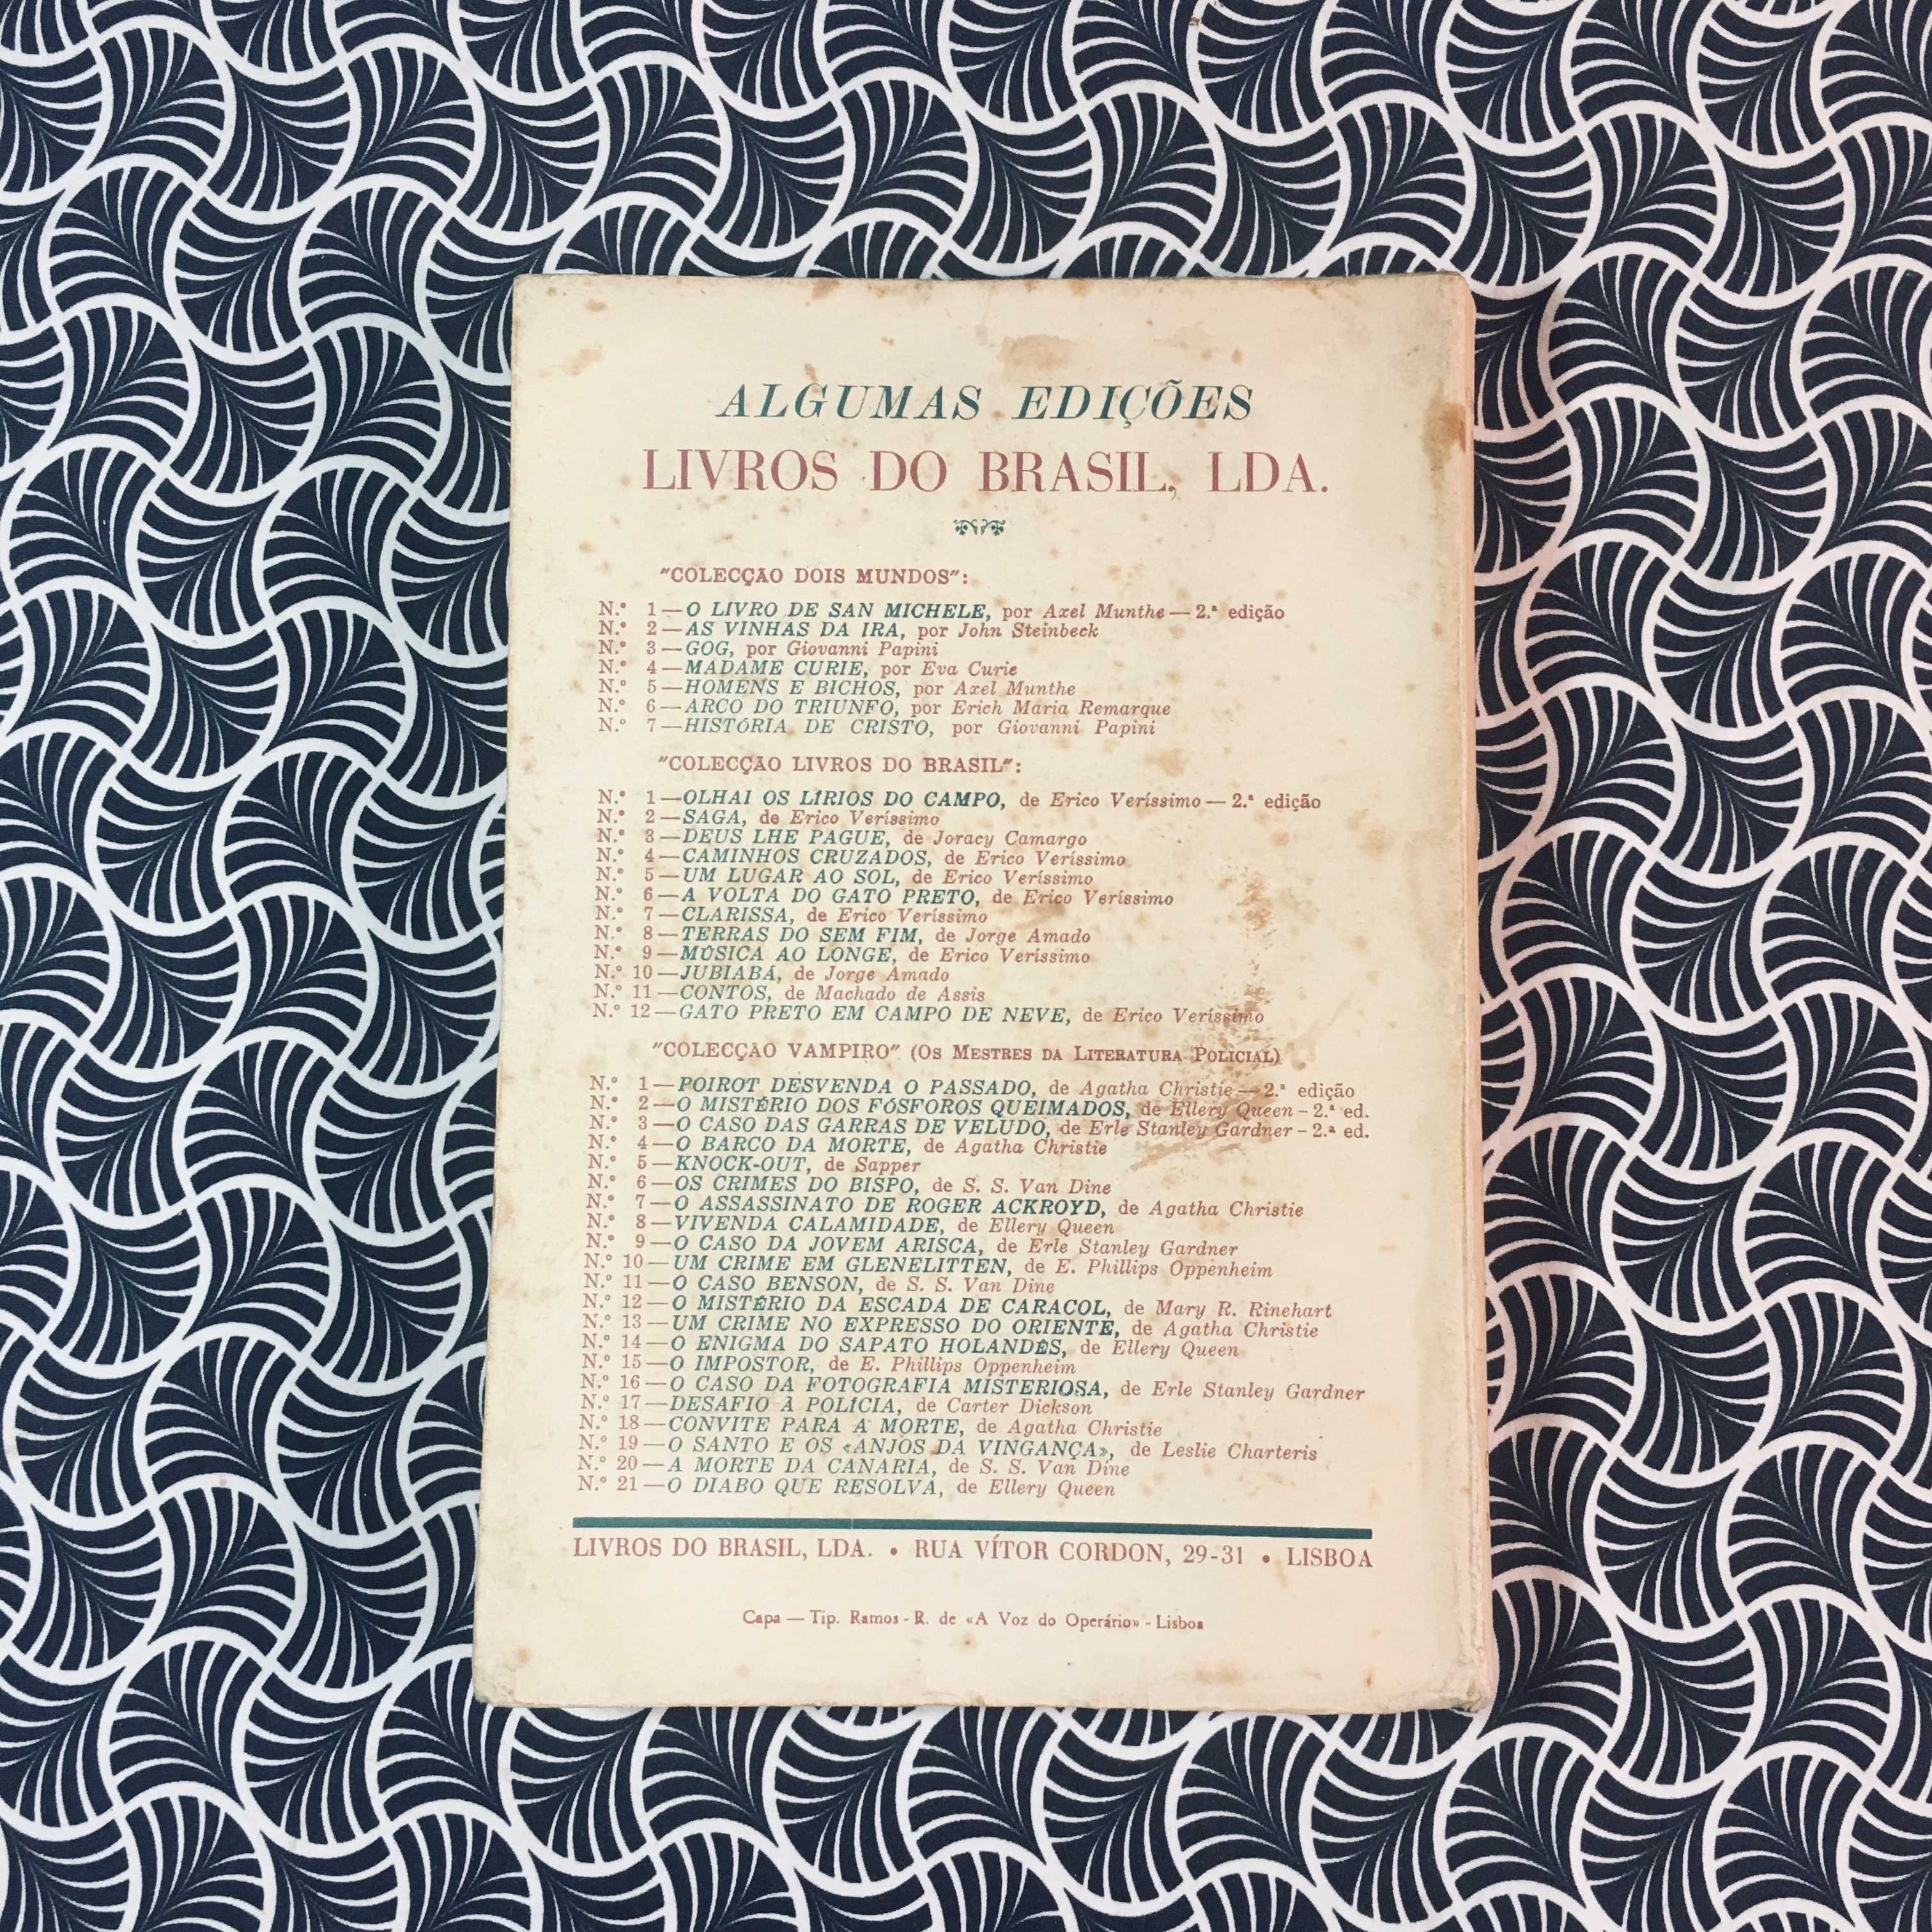 ALGUMAS EDIÇÕES
LIVROS DO BRASIL, LDA.
"COLECÇÃO DOIS MUNDOS":
N.º 1—O LIVRO DE SAN MICHELE, por Axel Munthe — 2.ª edição
N.º 2—AS VINHAS DA IRA, por John Steinbeck
N.º 3—GOG, por Giovanni Papini
N.º 4—MADAME CURIE, por Eva Curie
N.º 5—HOMENS E BICHOS, por Axel Munthe
N.º 6—ARCO DO TRIUNFO, por Erich Maria Remarque
N.º 7—HISTÓRIA DE CRISTO, por Giovanni Papini
"COLECÇÃO LIVROS DO BRASIL":
N.º 1—OLHAI OS LÍRIOS DO CAMPO, de Erico Veríssimo — 2.ª edição
N.º 2—SAGA, de Erico Veríssimo
N.º 3—DEUS LHE PAGUE, de Joracy Camargo
N.º 4—CAMINHOS CRUZADOS, de Erico Veríssimo
N.º 5—UM LUGAR AO SOL, de Erico Veríssimo
N.º 6—A VOLTA DO GATO PRETO, de Erico Veríssimo
N.º 7—CLARISSA, de Erico Veríssimo
N.º 8—TERRAS DO SEM FIM, de Jorge Amado
N.º 9—MÚSICA AO LONGE, de Erico Veríssimo
N.º 10—JUBIABÁ, de Jorge Amado
N.º 11—CONTOS, de Machado de Assis
N.º 12—GATO PRETO EM CAMPO DE NEVE, de Erico Veríssimo
"COLECÇÃO VAMPIRO" (OS MESTRES DA LITERATURA POLICIAL)
N.º 1—POIROT DESVENDA O PASSADO, de Agatha Christie — 2.ª edição
N.º 2—O MISTÉRIO DOS FÓSFOROS QUEIMADOS, de Ellery Queen – 2.ª ed.
N.º 3—O CASO DAS GARRAS DE VELUDO, de Erle Stanley Gardner – 2.ª ed.
N.º 4—O BARCO DA MORTE, de Agatha Christie
N.º 5—KNOCK-OUT, de Sapper
N.º 6—OS CRIMES DO BISPO, de S. S. Van Dine
N.º 7—O ASSASSINATO DE ROGER ACKROYD, de Agatha Christie
N.º 8—VIVENDA CALAMIDADE, de Ellery Queen
N.º 9—O CASO DA JOVEM ARISCA, de Erle Stanley Gardner
N.º 10—UM CRIME EM GLENELITTEN, de E. Phillips Oppenheim
N.º 11—O CASO BENSON, de S. S. Van Dine
N.º 12—O MISTÉRIO DA ESCADA DE CARACOL, de Mary R. Rinehart
N.º 13—UM CRIME NO EXPRESSO DO ORIENTE, de Agatha Christie
N.º 14—O ENIGMA DO SAPATO HOLANDÊS, de Ellery Queen
N.º 15—O IMPOSTOR, de E. Phillips Oppenheim
N.º 16—O CASO DA FOTOGRAFIA MISTERIOSA, de Erle Stanley Gardner
N.º 17—DESAFIO À POLÍCIA, de Carter Dickson
N.º 18—CONVITE PARA A MORTE, de Agatha Christie
N.º 19—O SANTO E OS «ANJOS DA VINGANÇA», de Leslie Charteris
N.º 20—A MORTE DA CANARIA, de S. S. Van Dine
N.º 21—O DIABO QUE RESOLVA, de Ellery Queen
LIVROS DO BRASIL, LDA. • RUA VÍTOR CORDON, 29-31 • LISBOA
Capa — Tip. Ramos - R. de «A Voz do Operário» - Lisboa